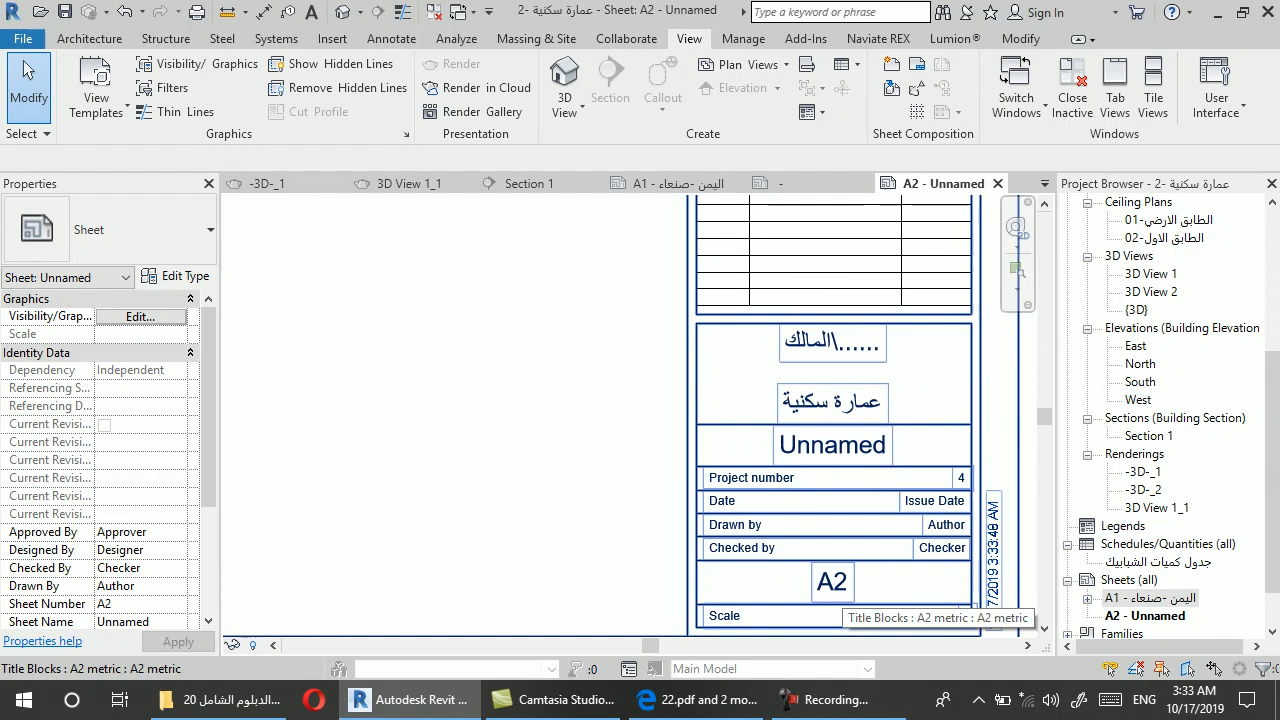 عمارة سكنية -2 - Sheet: A2 - Unnamed
Type a keyword or phrase
Sign In
File Architecture Structure Steel Systems Insert Annotate Analyze Massing & Site Collaborate View Manage Add-Ins Naviate REX Lumion® Modify
Modify
View Templates
Visibility/ Graphics
Filters
Thin Lines
Show Hidden Lines
Remove Hidden Lines
Cut Profile
Render
Render in Cloud
Render Gallery
3D View
Section
Callout
Plan Views
Elevation
Switch Windows
Close Inactive
Tab Views
Tile Views
User Interface
Select Graphics Presentation Create Sheet Composition Windows
Properties
-3D-_1
3D View 1_1
Section 1
A1 - اليمن -صنعاء
-
A2 - Unnamed
Project Browser - عمارة سكنية -2
Sheet
Sheet: Unnamed
Edit Type
Graphics
Visibility/Grap... Edit...
Scale
Identity Data
Dependency Independent
Referencing S...
Referencing D...
Current Revisi...
Current Revisi...
Current Revisi...
Current Revisi...
Current Revisi...
Current Revisi...
Approved By Approver
Designed By Designer
Checked By Checker
Drawn By Author
Sheet Number A2
Sheet Name Unnamed
Properties help
Apply
المالك\......
عمارة سكنية
Unnamed
Project number 4
Date Issue Date
Drawn by Author
Checked by Checker
A2
Scale
7/2019 3:33:48 AM
Title Blocks : A2 metric : A2 metric
Ceiling Plans
الطابق الارضي-01
الطابق الاول-02
3D Views
3D View 1
3D View 2
{3D}
Elevations (Building Elevation
East
North
South
West
Sections (Building Section)
Section 1
Renderings
-3D-_1
-3D-_2
3D View 1_1
Legends
Schedules/Quantities (all)
جدول كميات الشبابيك
Sheets (all)
A1 - اليمن -صنعاء
A2 - Unnamed
Families
Title Blocks : A2 metric : A2 metric
:0
Main Model
:0
20 الدبلوم الشامل...
Autodesk Revit ...
Camtasia Studio...
22.pdf and 2 mo...
Recording...
ENG
3:33 AM
10/17/2019